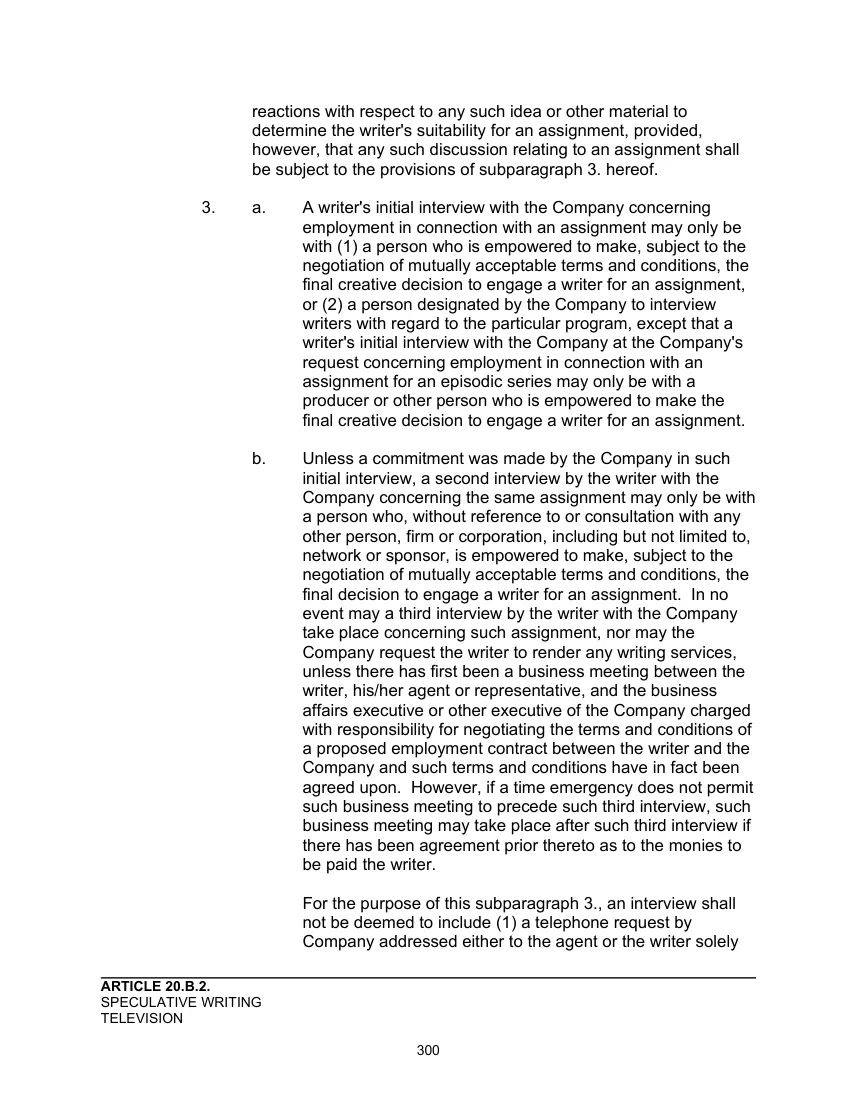 reactions with respect to any such idea or other material to
determine the writer's suitability for an assignment, provided,
however, that any such discussion relating to an assignment shall
be subject to the provisions of subparagraph 3. hereof.
3. a. A writer's initial interview with the Company concerning
employment in connection with an assignment may only be
with (1) a person who is empowered to make, subject to the
negotiation of mutually acceptable terms and conditions, the
final creative decision to engage a writer for an assignment,
or (2) a person designated by the Company to interview
writers with regard to the particular program, except that a
writer's initial interview with the Company at the Company's
request concerning employment in connection with an
assignment for an episodic series may only be with a
producer or other person who is empowered to make the
final creative decision to engage a writer for an assignment.
b. Unless a commitment was made by the Company in such
initial interview, a second interview by the writer with the
Company concerning the same assignment may only be with
a person who, without reference to or consultation with any
other person, firm or corporation, including but not limited to,
network or sponsor, is empowered to make, subject to the
negotiation of mutually acceptable terms and conditions, the
final decision to engage a writer for an assignment.  In no
event may a third interview by the writer with the Company
take place concerning such assignment, nor may the
Company request the writer to render any writing services,
unless there has first been a business meeting between the
writer, his/her agent or representative, and the business
affairs executive or other executive of the Company charged
with responsibility for negotiating the terms and conditions of
a proposed employment contract between the writer and the
Company and such terms and conditions have in fact been
agreed upon.  However, if a time emergency does not permit
such business meeting to precede such third interview, such
business meeting may take place after such third interview if
there has been agreement prior thereto as to the monies to
be paid the writer.
For the purpose of this subparagraph 3., an interview shall
not be deemed to include (1) a telephone request by
Company addressed either to the agent or the writer solely
ARTICLE 20.B.2.
SPECULATIVE WRITING
TELEVISION
300